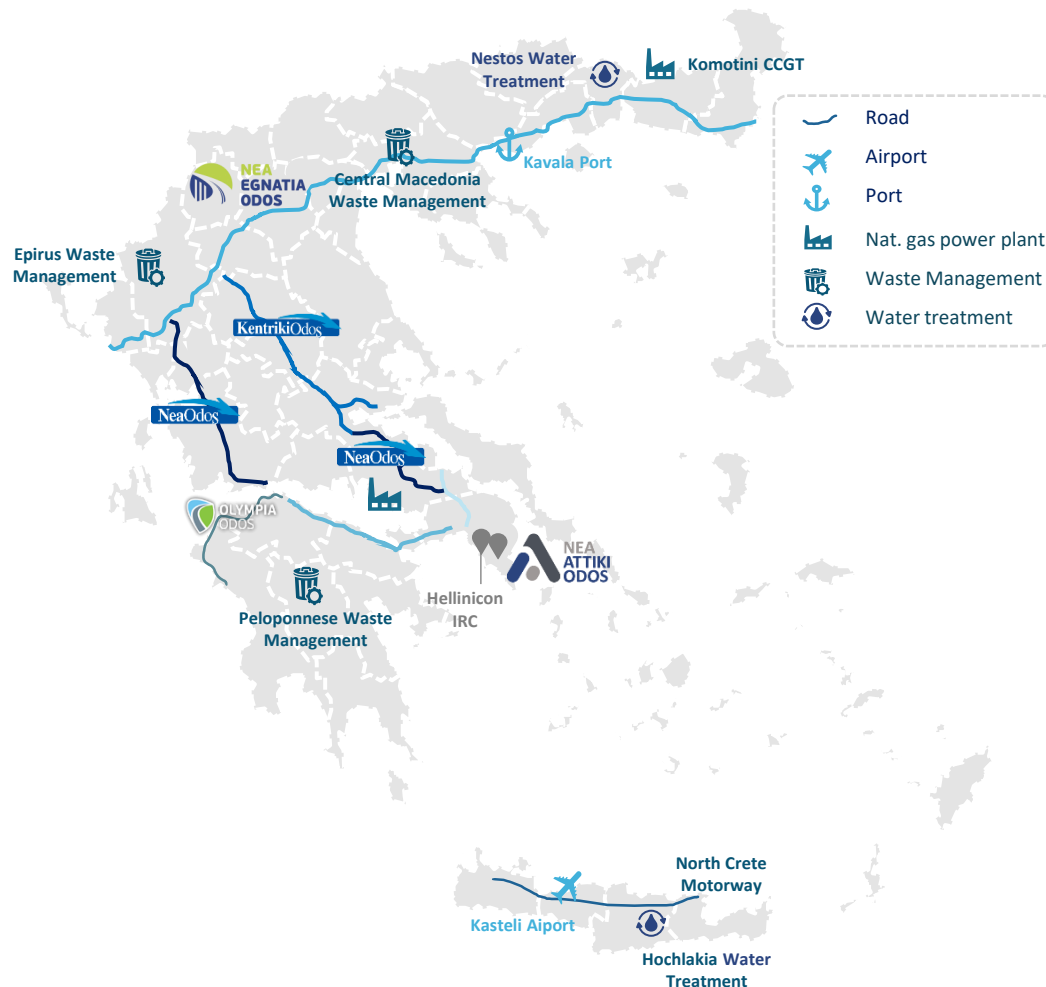 Nestos Water
Treatment
Komotini CCGT
Road
Airport
Port
Nat. gas power plant
Waste Management
Water treatment
Kavala Port
Central Macedonia
Waste Management
NEA
EGNATIA
ODOS
Epirus Waste
Management
KentrikiOdos
NeaOdos
NeaOdos
OLYMPIA
ODOS
NEA
ATTIKI
ODOS
Hellinicon
IRC
Peloponnese Waste
Management
North Crete
Motorway
Kasteli Aiport
Hochlakia Water
Treatment